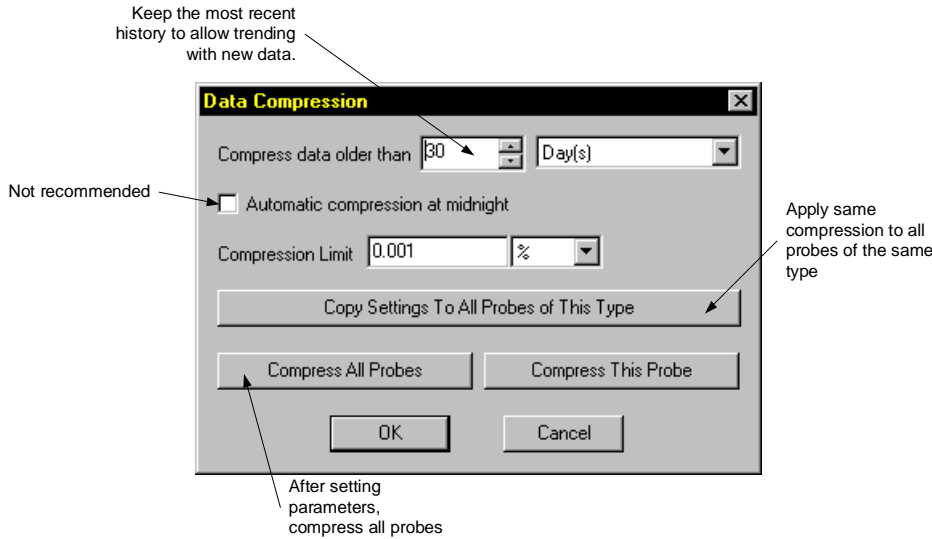 Keep the most recent
history to allow trending
with new data.
Data Compression
Compress data older than 30 Day(s)
Not recommended
Automatic compression at midnight
Apply same
compression to all
probes of the same
type
Compression Limit 0.001 %
Copy Settings To All Probes of This Type
Compress All Probes Compress This Probe
OK Cancel
After setting
parameters,
compress all probes